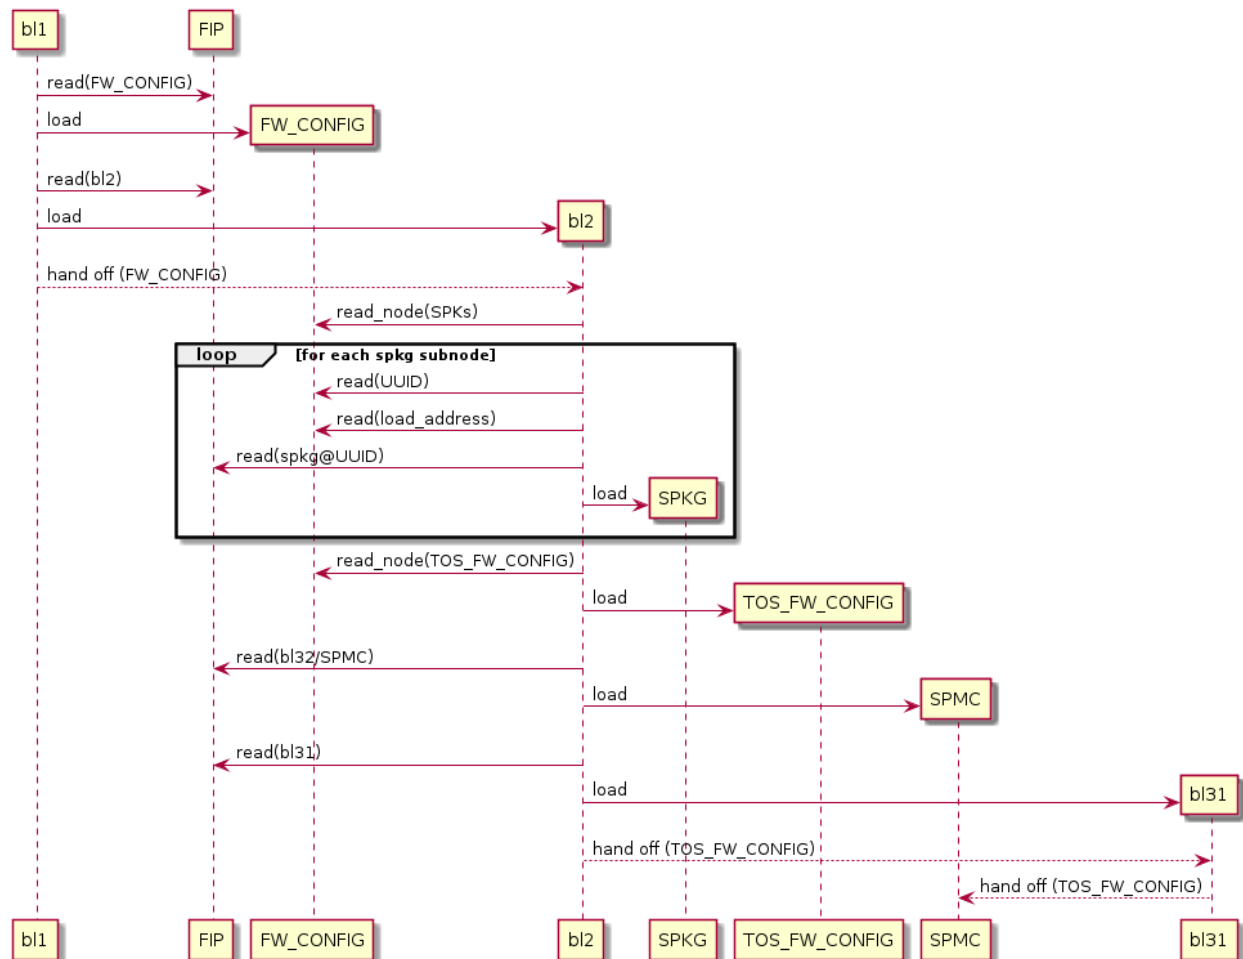 bl1
FIP
read(FW_CONFIG)
load
FW_CONFIG
read(bl2)
load
bl2
hand off (FW_CONFIG)
read_node(SPKs)
loop
[for each spkg subnode]
read(UUID)
read(load_address)
read(spkg@UUID)
load
SPKG
read_node(TOS_FW_CONFIG)
load
TOS_FW_CONFIG
read(bl32/SPMC)
load
SPMC
read(bl31)
load
bl31
hand off (TOS_FW_CONFIG)
hand off (TOS_FW_CONFIG)
bl1
FIP
FW_CONFIG
bl2
SPKG
TOS_FW_CONFIG
SPMC
bl31